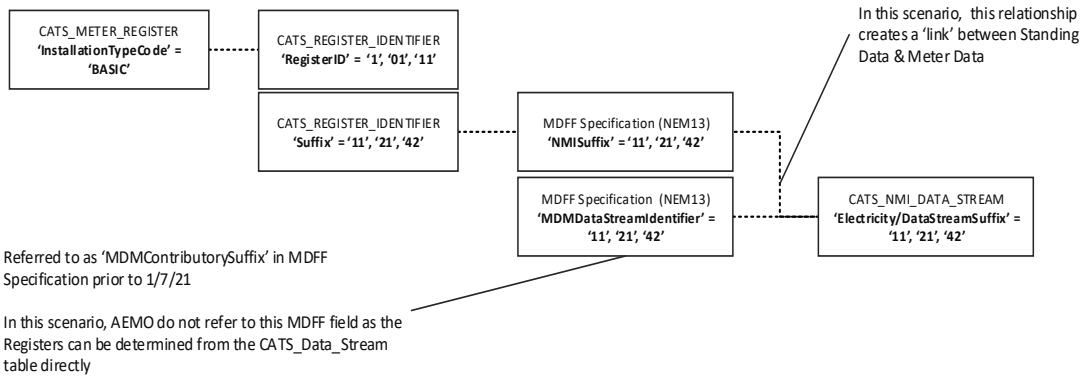 CATS_METER_REGISTER
'InstallationTypeCode' =
'BASIC'
CATS_REGISTER_IDENTIFIER
'RegisterID' = '1', '01', '11'
In this scenario, this relationship
creates a 'link' between Standing
Data & Meter Data
CATS_REGISTER_IDENTIFIER
'Suffix' = '11', '21', '42'
MDFF Specification (NEM13)
'NMISuffix' = '11', '21', '42'
MDFF Specification (NEM13)
'MDMDataStreamIdentifier' =
'11', '21', '42'
CATS_NMI_DATA_STREAM
'Electricity/DataStreamSuffix' =
'11', '21', '42'
Referred to as 'MDMContributorySuffix' in MDFF
Specification prior to 1/7/21
In this scenario, AEMO do not refer to this MDFF field as the
Registers can be determined from the CATS_Data_Stream
table directly